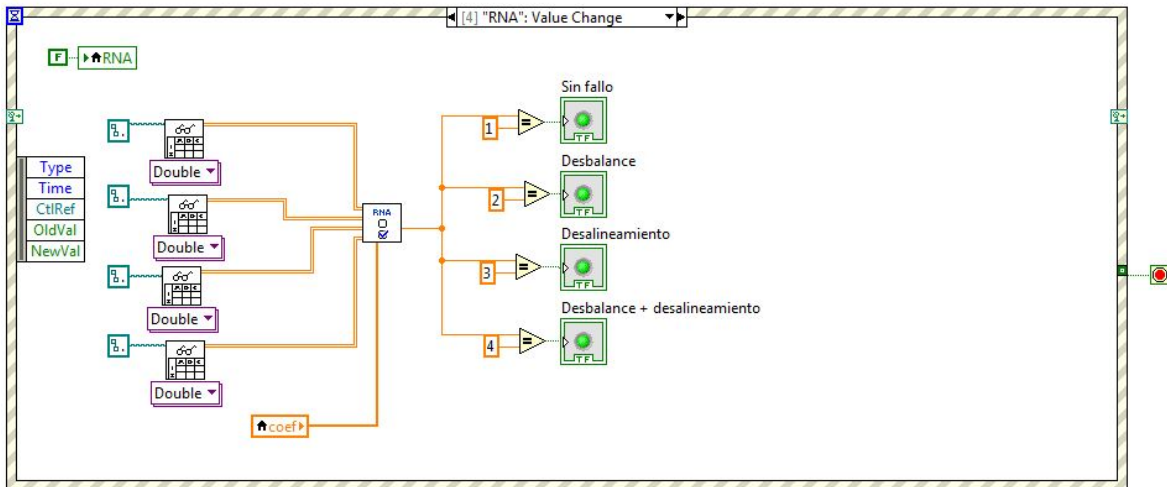 [4] "RNA": Value Change
F
RNA
Sin fallo
1
TF
Double
Type
Time
CtlRef
OldVal
NewVal
Desbalance
2
TF
Double
RNA
Desalineamiento
3
TF
Double
Desbalance + desalineamiento
4
TF
Double
coef